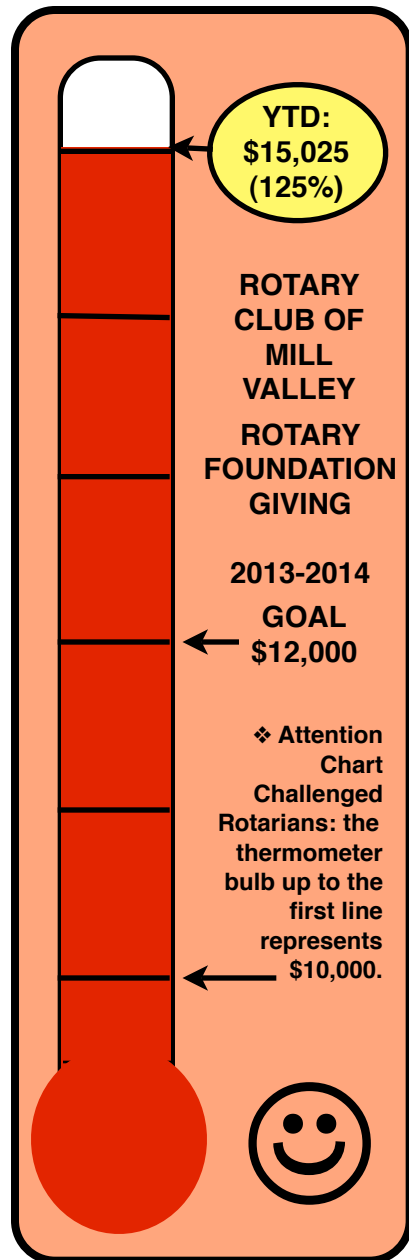 YTD:
$15,025
(125%)
ROTARY
CLUB OF
MILL
VALLEY
ROTARY
FOUNDATION
GIVING
2013-2014
GOAL
$12,000
❖ Attention
Chart
Challenged
Rotarians: the
thermometer
bulb up to the
first line
represents
$10,000.